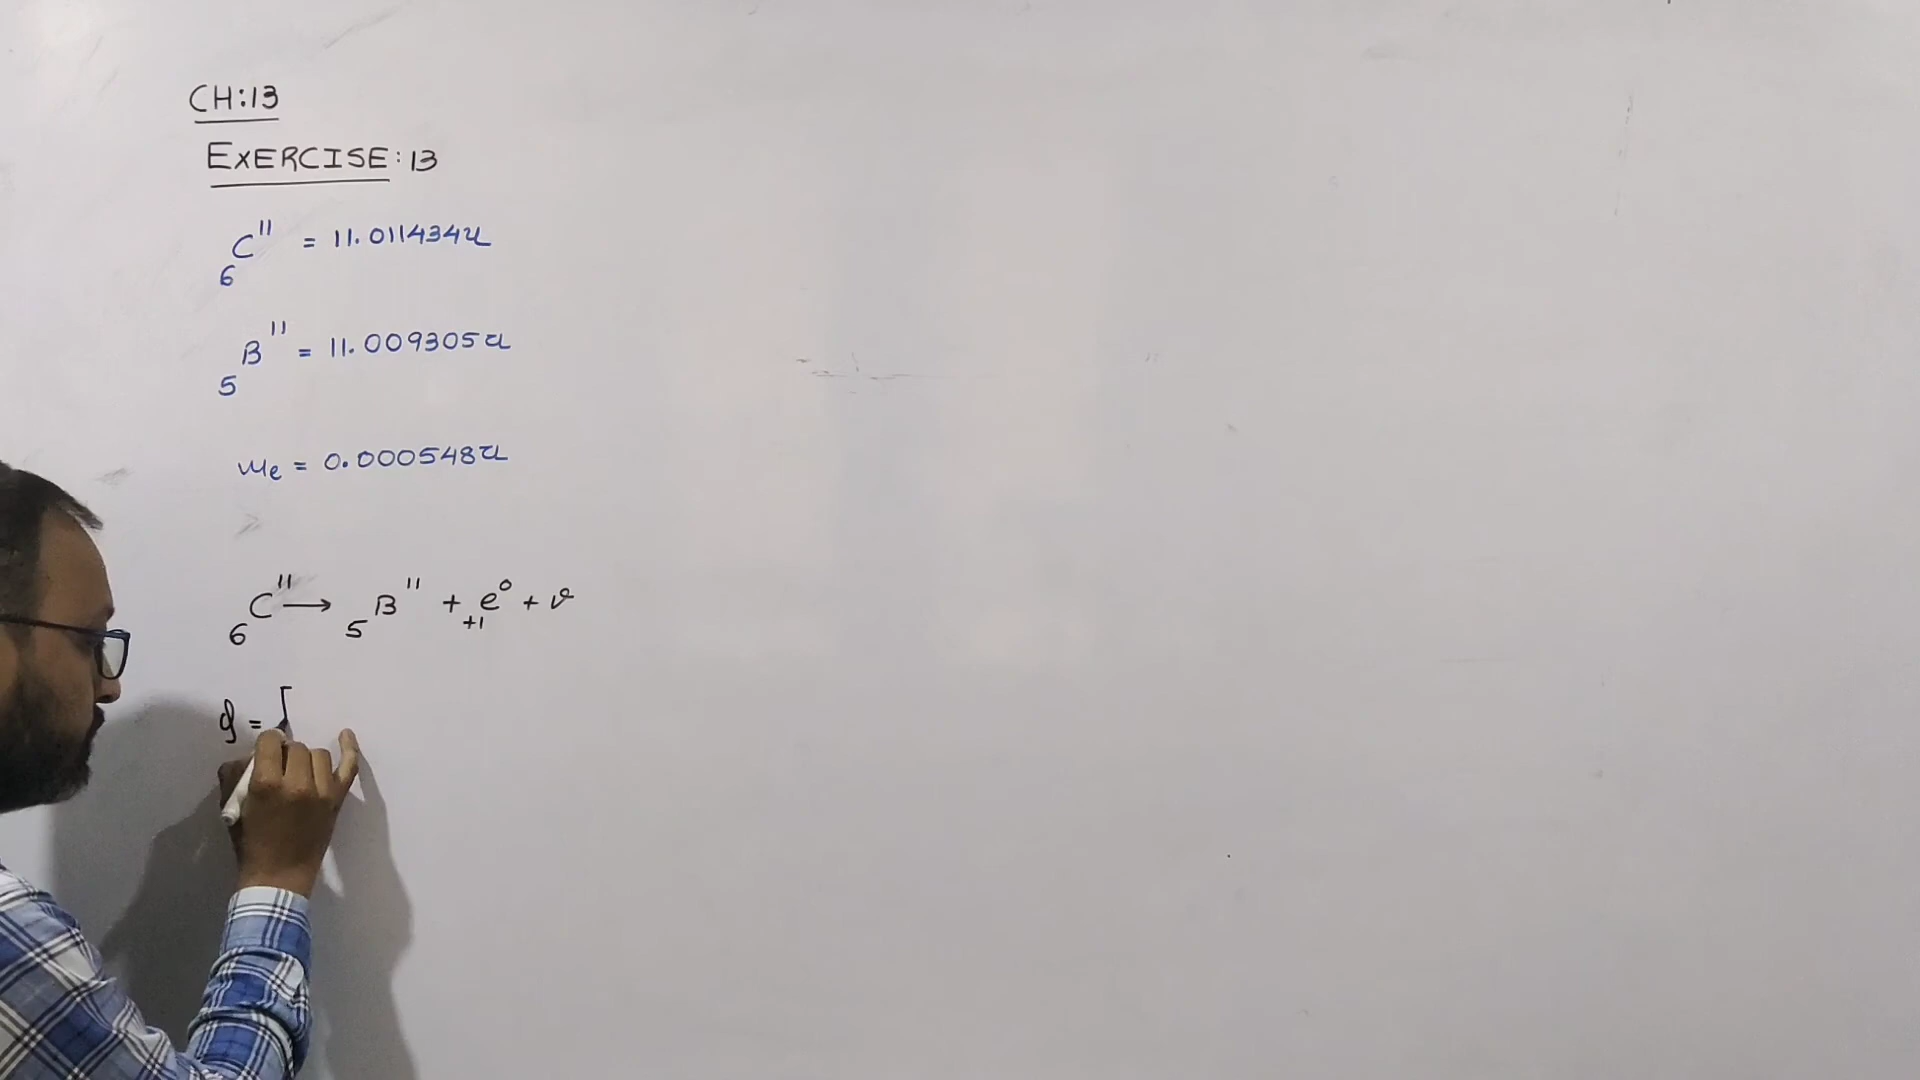 CH:13
EXERCISE: 13
₆C¹¹ = 11.011434u
₅B¹¹ = 11.009305u
mₑ = 0.000548u
₆C¹¹ → ₅B¹¹ + ₊₁e⁰ + ν
Q = [